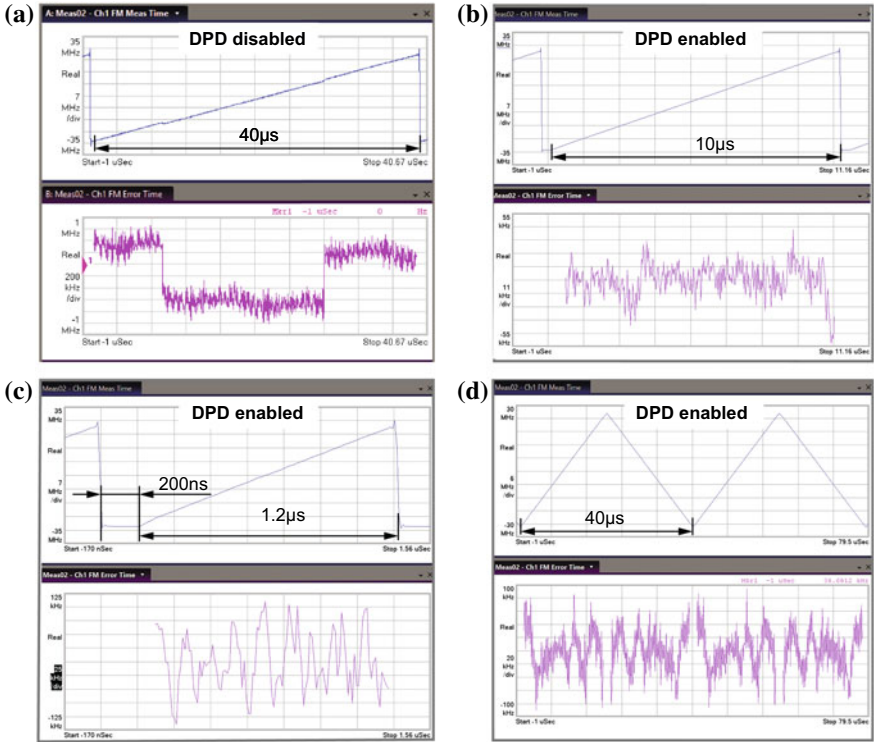 (a)
A: Meas02 - Ch1 FM Meas Time
DPD disabled
35
MHz
Real
7
MHz
/div
-35
MHz
40μs
Start -1 uSec
Stop 40.67 uSec
B: Meas02 - Ch1 FM Error Time
Mkr1 -1 uSec 0 Hz
1
MHz
Real
1
200
kHz
/div
-1
MHz
Start -1 uSec
Stop 40.67 uSec
(b)
Meas02 - Ch1 FM Meas Time
DPD enabled
35
MHz
Real
7
MHz
/div
-35
MHz
10μs
Start -1 uSec
Stop 11.16 uSec
Meas02 - Ch1 FM Error Time
55
kHz
Real
11
kHz
/div
-55
kHz
Start -1 uSec
Stop 11.16 uSec
(c)
Meas02 - Ch1 FM Meas Time
DPD enabled
35
MHz
Real
7
MHz
/div
-35
MHz
200ns
1.2μs
Start -170 nSec
Stop 1.56 uSec
Meas02 - Ch1 FM Error Time
125
kHz
Real
25
kHz
/div
-125
kHz
Start -170 nSec
Stop 1.56 uSec
(d)
Meas02 - Ch1 FM Meas Time
DPD enabled
30
MHz
Real
6
MHz
/div
-30
MHz
40μs
Start -1 uSec
Stop 79.5 uSec
Meas02 - Ch1 FM Error Time
Mkr1 -1 uSec
kHz
100
kHz
Real
20
kHz
/div
-100
kHz
Start -1 uSec
Stop 79.5 uSec